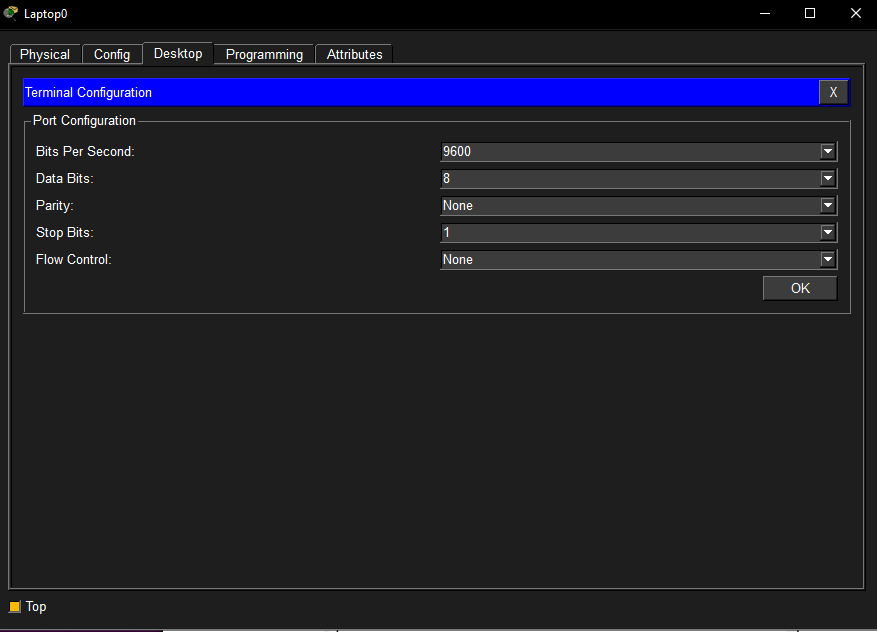 Laptop0
Physical Config Desktop Programming Attributes
Terminal Configuration X
Port Configuration
Bits Per Second: 9600
Data Bits: 8
Parity: None
Stop Bits: 1
Flow Control: None
OK
Top